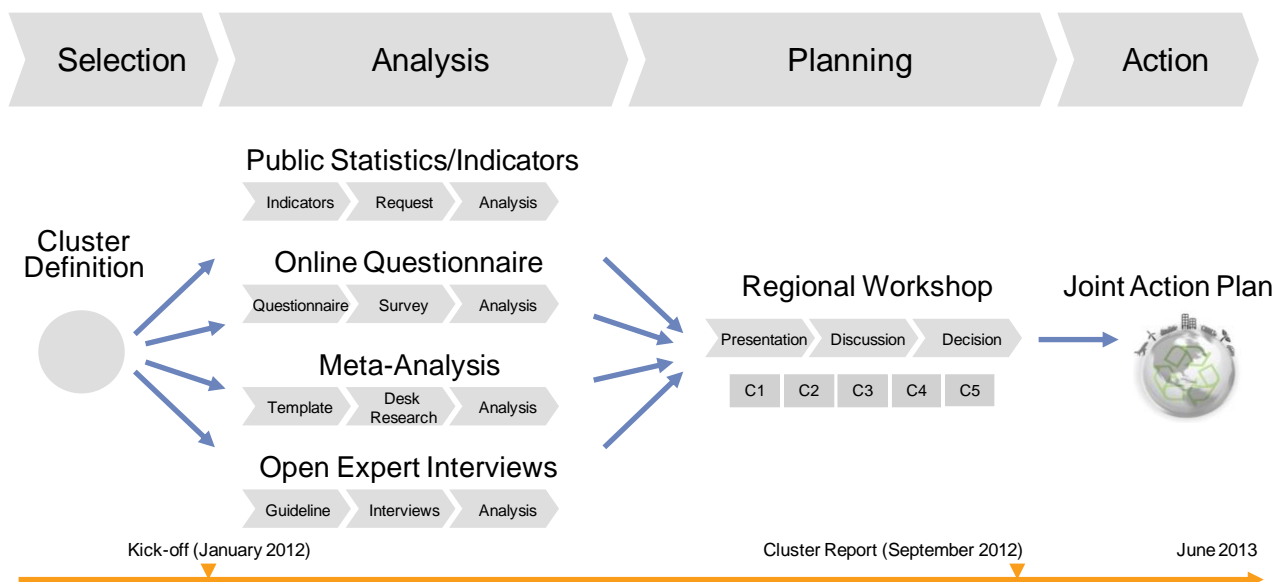 Selection
Analysis
Planning
Action
Public Statistics/Indicators
Indicators
Request
Analysis
Cluster
Definition
Online Questionnaire
Questionnaire
Survey
Analysis
Meta-Analysis
Template
Desk
Research
Analysis
Open Expert Interviews
Guideline
Interviews
Analysis
Regional Workshop
Presentation
Discussion
Decision
C1
C2
C3
C4
C5
Joint Action Plan
Kick-off (January 2012)
Cluster Report (September 2012)
June 2013